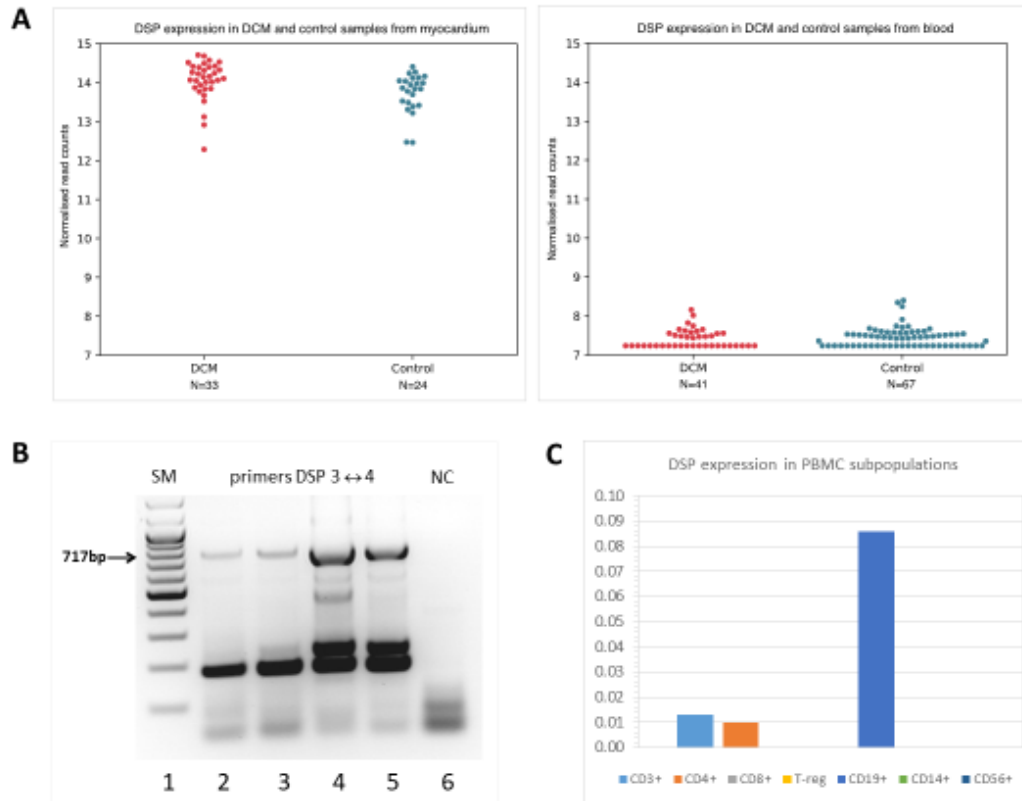 A
DSP expression in DCM and control samples from myocardium
Normalised read counts
15
14
13
12
11
10
9
8
7
DCM
N=33
Control
N=24
DSP expression in DCM and control samples from blood
Normalised read counts
15
14
13
12
11
10
9
8
7
DCM
N=41
Control
N=67
B
SM primers DSP 3 ↔ 4 NC
717bp
1 2 3 4 5 6
C
DSP expression in PBMC subpopulations
0.10
0.09
0.08
0.07
0.06
0.05
0.04
0.03
0.02
0.01
0.00
CD3+ CD4+ CD8+ T-reg CD19+ CD14+ CD56+